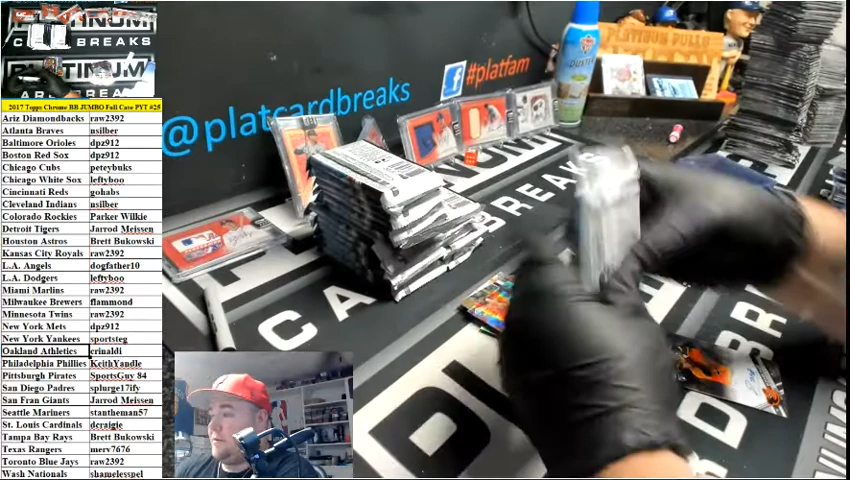 PLATINUM
CARD BREAKS
PLATINUM
2017 Topps Chrome BB JUMBO Full Case PYT #25
Ariz Diamondbacks raw2392
Atlanta Braves nsilber
Baltimore Orioles dpz912
Boston Red Sox dpz912
Chicago Cubs peteybuks
Chicago White Sox leftyboo
Cincinnati Reds gohabs
Cleveland Indians nsilber
Colorado Rockies Parker Wilkie
Detroit Tigers Jarrod Meissen
Houston Astros Brett Bukowski
Kansas City Royals raw2392
L.A. Angels dogfather10
L.A. Dodgers leftyboo
Miami Marlins raw2392
Milwaukee Brewers flammond
Minnesota Twins raw2392
New York Mets dpz912
New York Yankees sportsteg
Oakland Athletics crinaldi
Philadelphia Phillies KeithYandle
Pittsburgh Pirates SportsGuy 84
San Diego Padres splurge17ify
San Fran Giants Jarrod Meissen
Seattle Mariners stantheman57
St. Louis Cardinals deraigie
Tampa Bay Rays Brett Bukowski
Texas Rangers merv7676
Toronto Blue Jays raw2392
Wash Nationals shamelesspel
@platcardbreaks
f #platfam
PLATINUM PULLS
DUSTER
BREAKS
CA